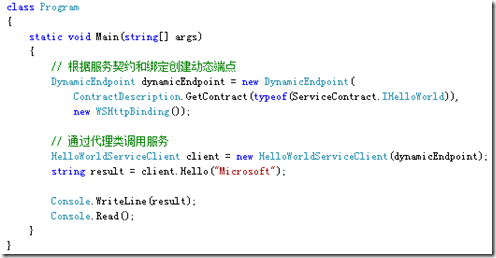 class Program
{
    static void Main(string[] args)
    {
        // 根据服务契约和绑定创建动态端点
        DynamicEndpoint dynamicEndpoint = new DynamicEndpoint(
            ContractDescription.GetContract(typeof(ServiceContract.IHelloWorld)),
            new WSHttpBinding());
        // 通过代理类调用服务
        HelloWorldServiceClient client = new HelloWorldServiceClient(dynamicEndpoint);
        string result = client.Hello("Microsoft");
        Console.WriteLine(result);
        Console.Read();
    }
}